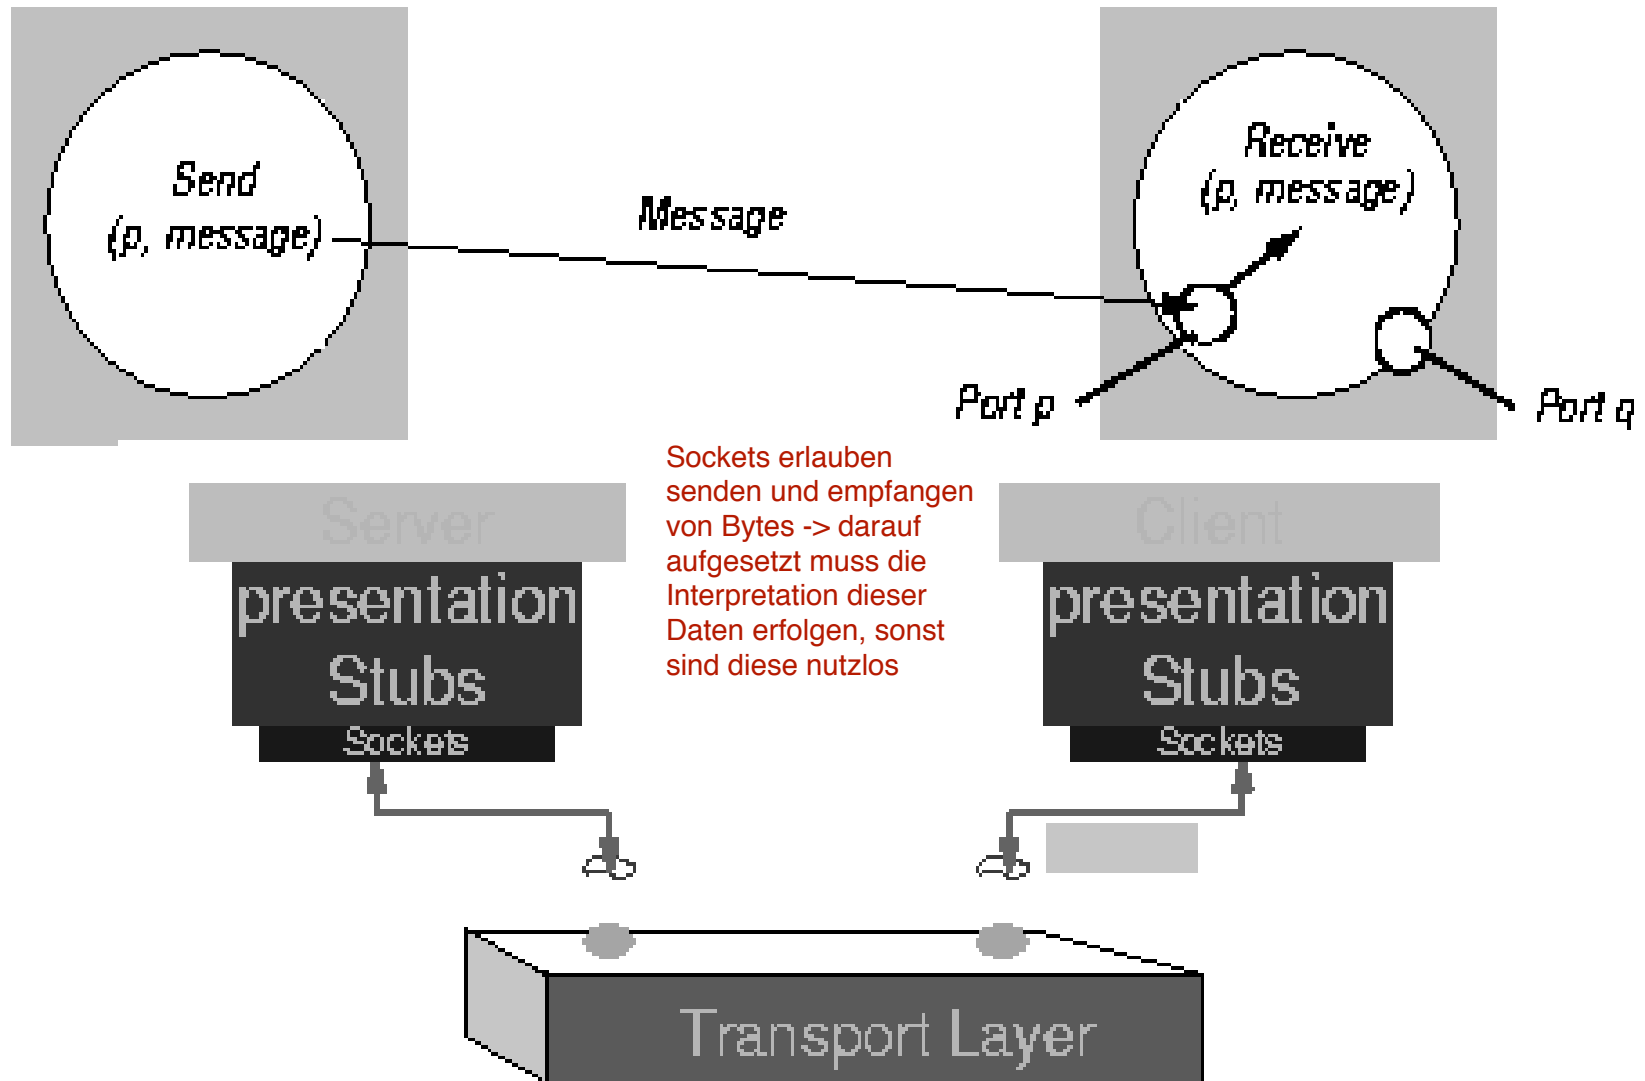 Send
(p, message)
Message
Receive
(p, message)
Port p
Port q
Sockets erlauben
senden und empfangen
von Bytes -> darauf
aufgesetzt muss die
Interpretation dieser
Daten erfolgen, sonst
sind diese nutzlos
Server
presentation
Stubs
Sockets
Client
presentation
Stubs
Sockets
Transport Layer